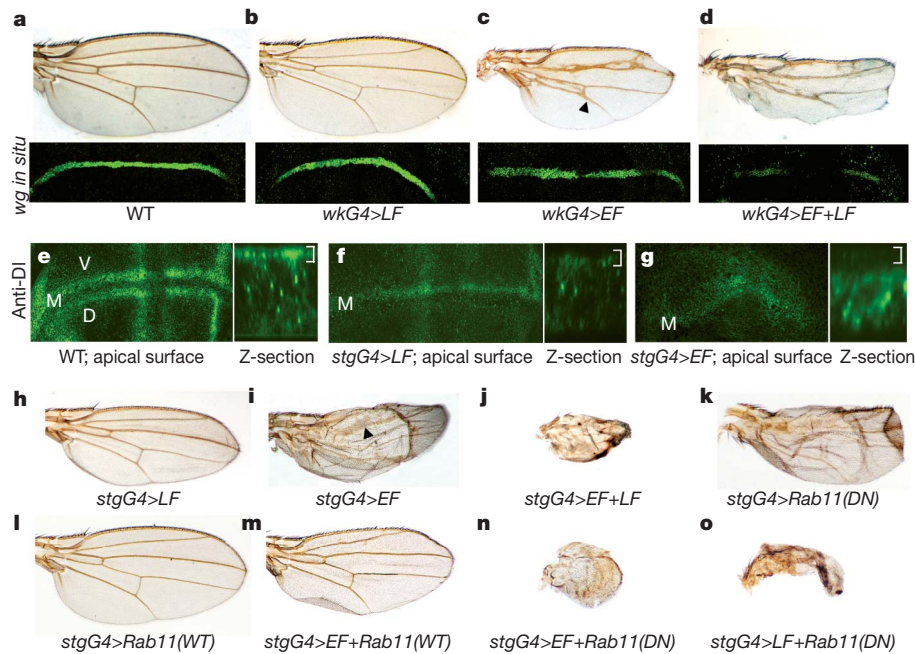 a b c d
wg in situ
WT wkG4>LF wkG4>EF wkG4>EF+LF
Anti-Dl
e V M D f M g M
WT; apical surface Z-section stgG4>LF; apical surface Z-section stgG4>EF; apical surface Z-section
h i j k
stgG4>LF stgG4>EF stgG4>EF+LF stgG4>Rab11(DN)
l m n o
stgG4>Rab11(WT) stgG4>EF+Rab11(WT) stgG4>EF+Rab11(DN) stgG4>LF+Rab11(DN)